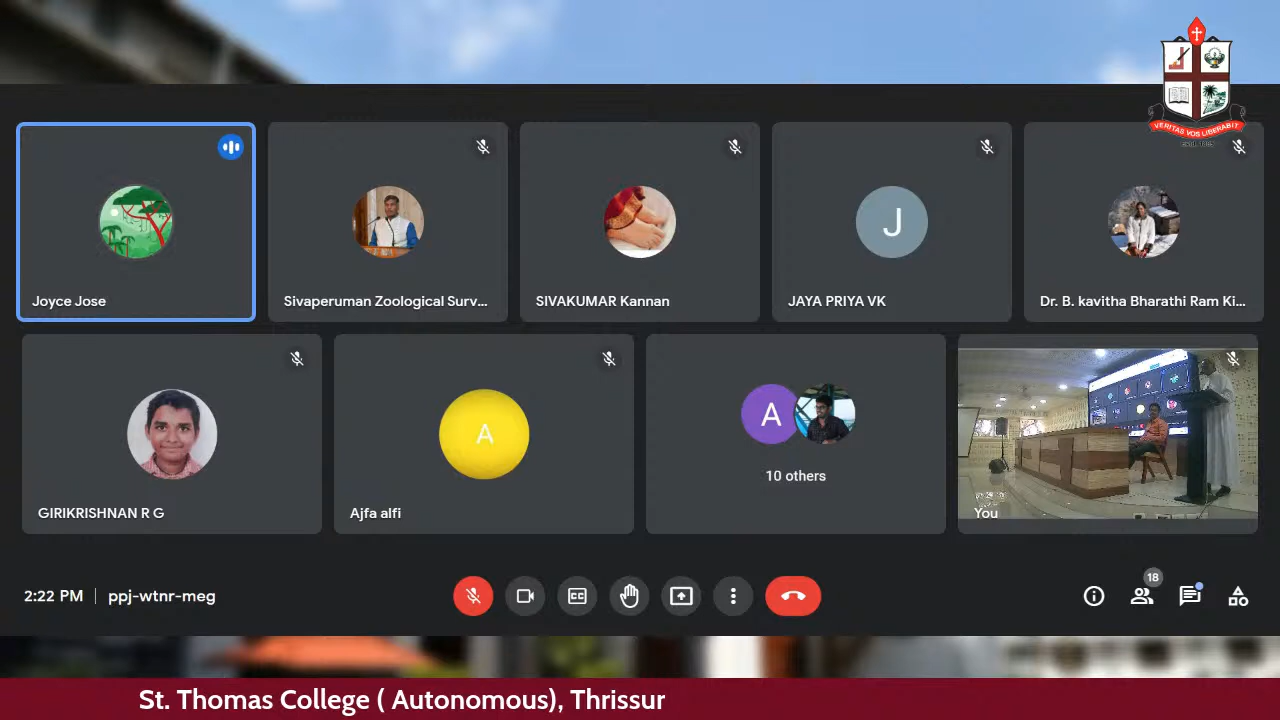 VERITAS VOS LIBERABIT
Joyce Jose
Sivaperuman Zoological Surv...
SIVAKUMAR Kannan
J
JAYA PRIYA VK
Dr. B. kavitha Bharathi Ram Ki...
GIRIKRISHNAN R G
A
Ajfa alfi
A
10 others
You
2:22 PM
ppj-wtnr-meg
CC
18
St. Thomas College ( Autonomous), Thrissur